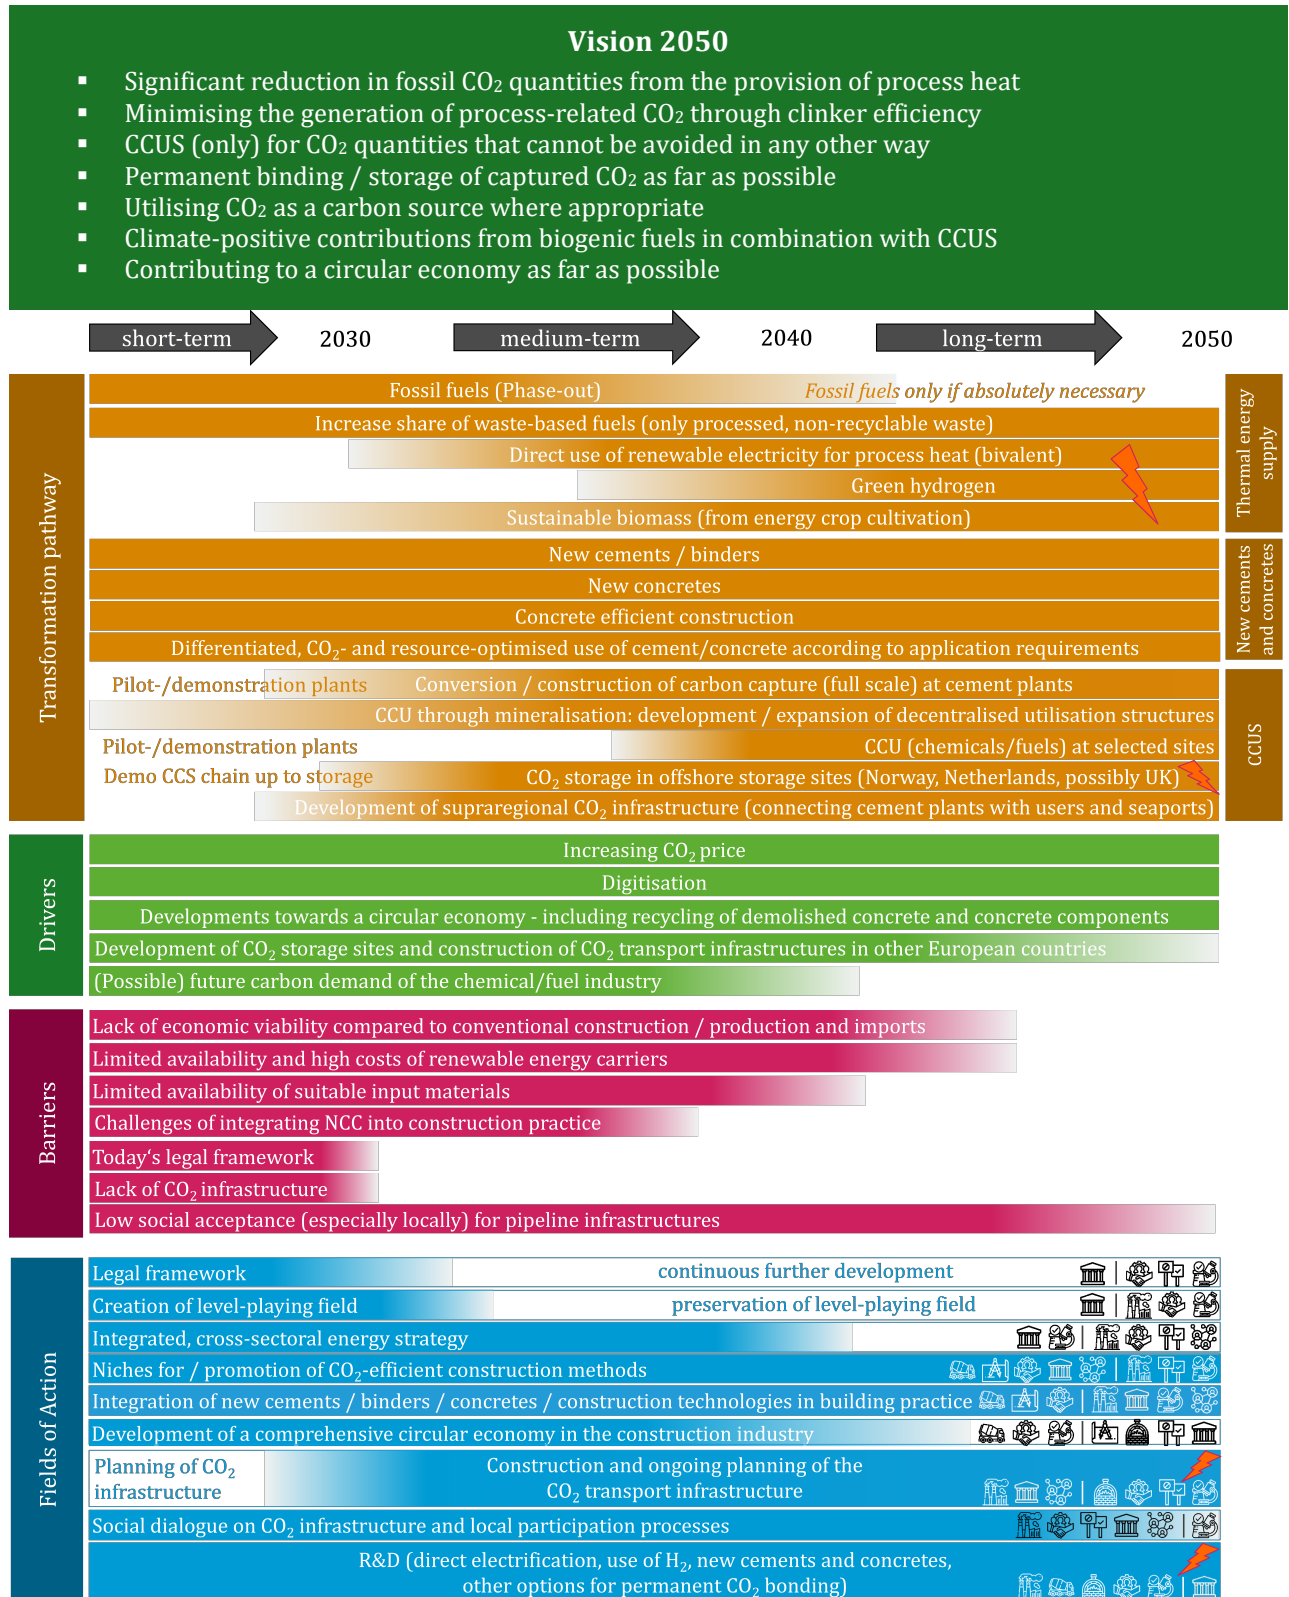 Vision 2050
▪ Significant reduction in fossil CO₂ quantities from the provision of process heat
▪ Minimising the generation of process-related CO₂ through clinker efficiency
▪ CCUS (only) for CO₂ quantities that cannot be avoided in any other way
▪ Permanent binding / storage of captured CO₂ as far as possible
▪ Utilising CO₂ as a carbon source where appropriate
▪ Climate-positive contributions from biogenic fuels in combination with CCUS
▪ Contributing to a circular economy as far as possible
short-term 2030 medium-term 2040 long-term 2050
Transformation pathway
Thermal energy
supply
Fossil fuels (Phase-out) Fossil fuels only if absolutely necessary
Increase share of waste-based fuels (only processed, non-recyclable waste)
Direct use of renewable electricity for process heat (bivalent)
Green hydrogen
Sustainable biomass (from energy crop cultivation)
New cements
and concretes
New cements / binders
New concretes
Concrete efficient construction
Differentiated, CO₂- and resource-optimised use of cement/concrete according to application requirements
CCUS
Pilot-/demonstration plants Conversion / construction of carbon capture (full scale) at cement plants
CCU through mineralisation: development / expansion of decentralised utilisation structures
Pilot-/demonstration plants CCU (chemicals/fuels) at selected sites
Demo CCS chain up to storage CO₂ storage in offshore storage sites (Norway, Netherlands, possibly UK)
Development of supraregional CO₂ infrastructure (connecting cement plants with users and seaports)
Drivers
Increasing CO₂ price
Digitisation
Developments towards a circular economy - including recycling of demolished concrete and concrete components
Development of CO₂ storage sites and construction of CO₂ transport infrastructures in other European countries
(Possible) future carbon demand of the chemical/fuel industry
Barriers
Lack of economic viability compared to conventional construction / production and imports
Limited availability and high costs of renewable energy carriers
Limited availability of suitable input materials
Challenges of integrating NCC into construction practice
Today‘s legal framework
Lack of CO₂ infrastructure
Low social acceptance (especially locally) for pipeline infrastructures
Fields of Action
Legal framework continuous further development
Creation of level-playing field preservation of level-playing field
Integrated, cross-sectoral energy strategy
Niches for / promotion of CO₂-efficient construction methods
Integration of new cements / binders / concretes / construction technologies in building practice
Development of a comprehensive circular economy in the construction industry
Planning of CO₂
infrastructure
Construction and ongoing planning of the
CO₂ transport infrastructure
Social dialogue on CO₂ infrastructure and local participation processes
R&D (direct electrification, use of H₂, new cements and concretes,
other options for permanent CO₂ bonding)